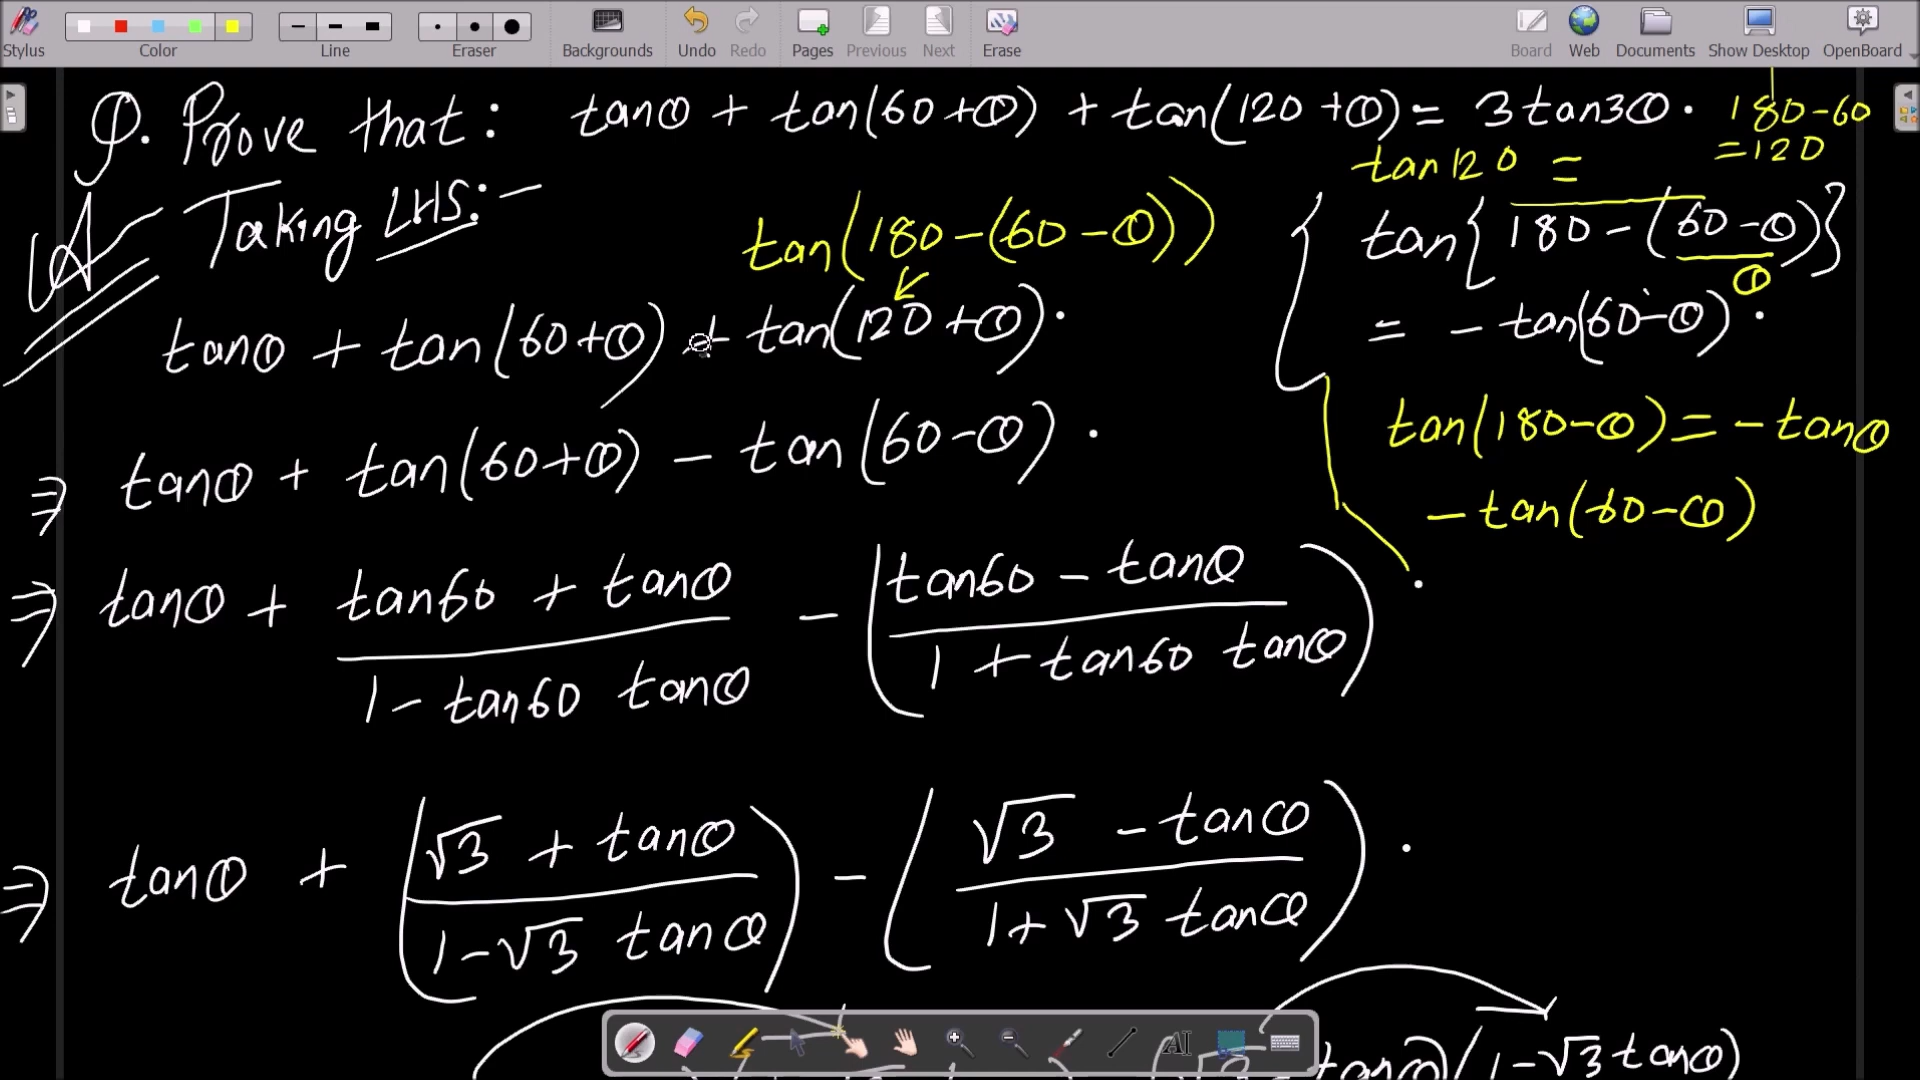 Stylus Color Line Eraser Backgrounds Undo Redo Pages Previous Next Erase Board Web Documents Show Desktop OpenBoard
Q. Prove that: tanθ + tan(60+θ) + tan(120+θ) = 3tan3θ.
180-60
=120
tan120 =
A Taking LHS:-
tan(180-(60-θ))
tan{180-(60-θ)}
θ
tanθ + tan(60+θ) + tan(120+θ).
= -tan(60-θ).
⇒ tanθ + tan(60+θ) - tan(60-θ).
tan(180-θ) = -tanθ
-tan(60-θ)
⇒ tanθ + (tan60 + tanθ)/(1 - tan60 tanθ) - ((tan60 - tanθ)/(1 + tan60 tanθ)).
⇒ tanθ + ((√3 + tanθ)/(1-√3 tanθ)) - ((√3 - tanθ)/(1+√3 tanθ)).
tanθ)(1-√3 tanθ)